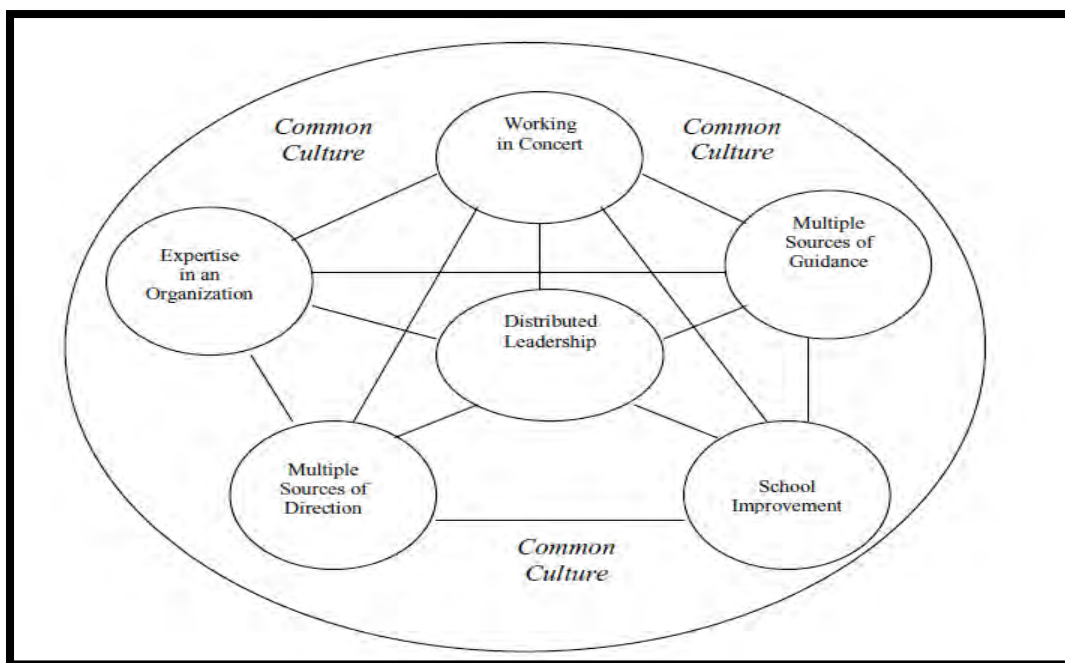 Common
Culture
Working
in Concert
Common
Culture
Expertise
in an
Organization
Multiple
Sources of
Guidance
Distributed
Leadership
Multiple
Sources of
Direction
School
Improvement
Common
Culture